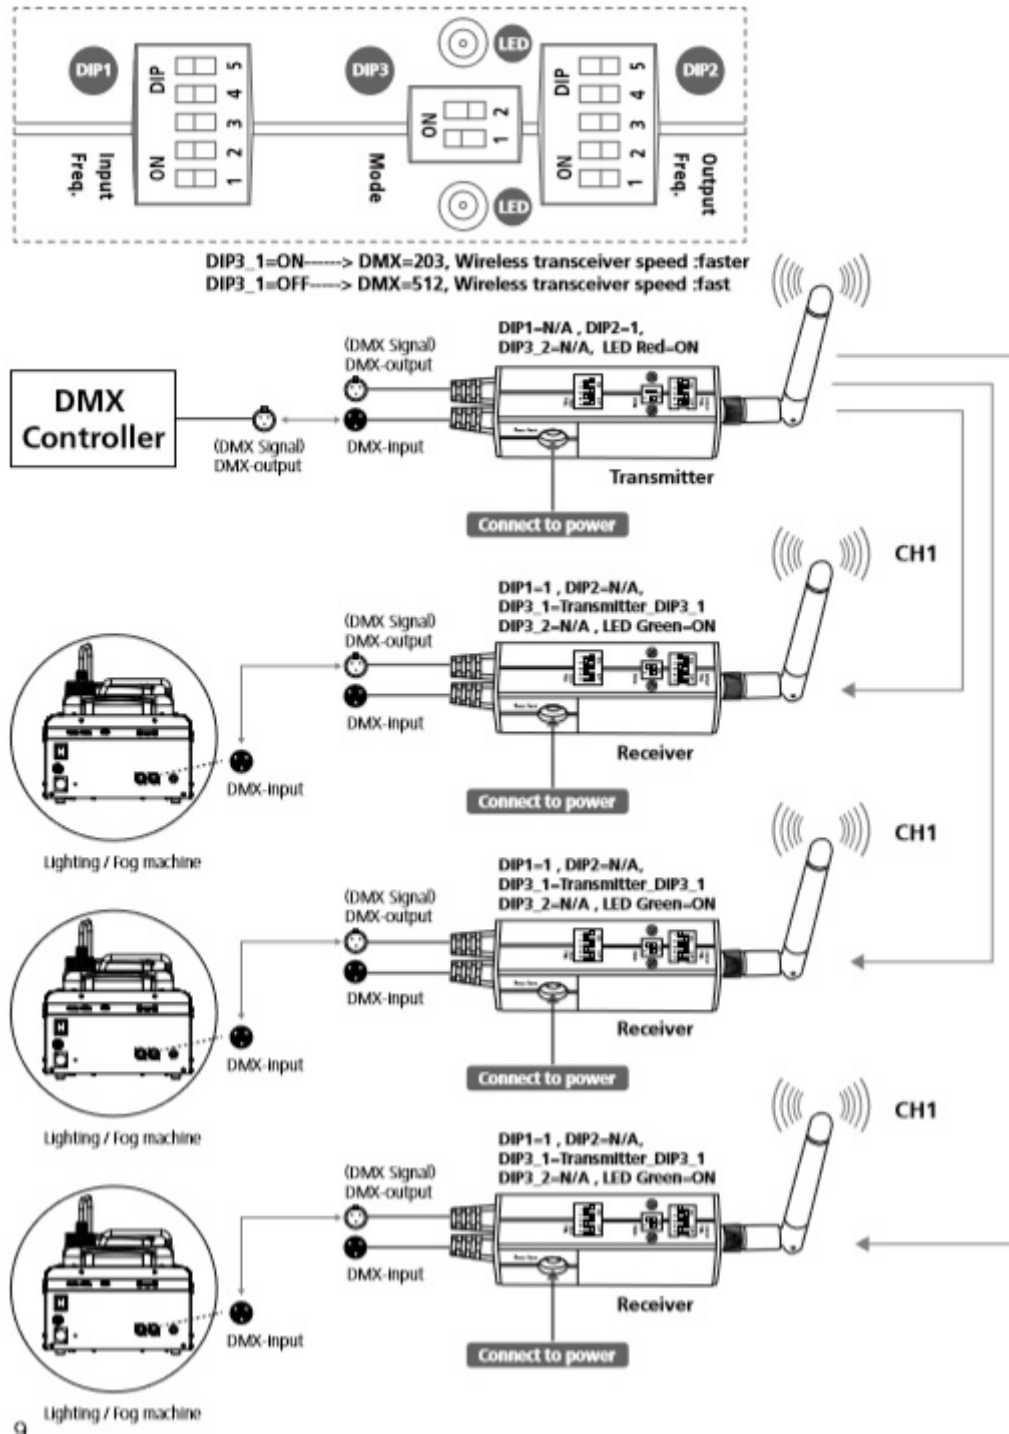 DIP1
DIP
ON
5
4
3
2
1
Input
Freq.
DIP3
Mode
LED
ON
2
1
LED
DIP
ON
5
4
3
2
1
DIP2
Output
Freq.
DIP3_1=ON------> DMX=203, Wireless transceiver speed :faster
DIP3_1=OFF-----> DMX=512, Wireless transceiver speed :fast
DIP1=N/A , DIP2=1,
DIP3_2=N/A, LED Red=ON
(DMX Signal)
DMX-output
DMX
Controller
(DMX Signal)
DMX-output
DMX-input
Transmitter
Connect to power
CH1
DIP1=1 , DIP2=N/A,
DIP3_1=Transmitter_DIP3_1
DIP3_2=N/A , LED Green=ON
(DMX Signal)
DMX-output
DMX-input
Receiver
DMX-input
Connect to power
Lighting / Fog machine
CH1
DIP1=1 , DIP2=N/A,
DIP3_1=Transmitter_DIP3_1
DIP3_2=N/A , LED Green=ON
(DMX Signal)
DMX-output
DMX-input
Receiver
DMX-input
Connect to power
Lighting / Fog machine
CH1
DIP1=1 , DIP2=N/A,
DIP3_1=Transmitter_DIP3_1
DIP3_2=N/A , LED Green=ON
(DMX Signal)
DMX-output
DMX-input
Receiver
DMX-input
Connect to power
Lighting / Fog machine
9